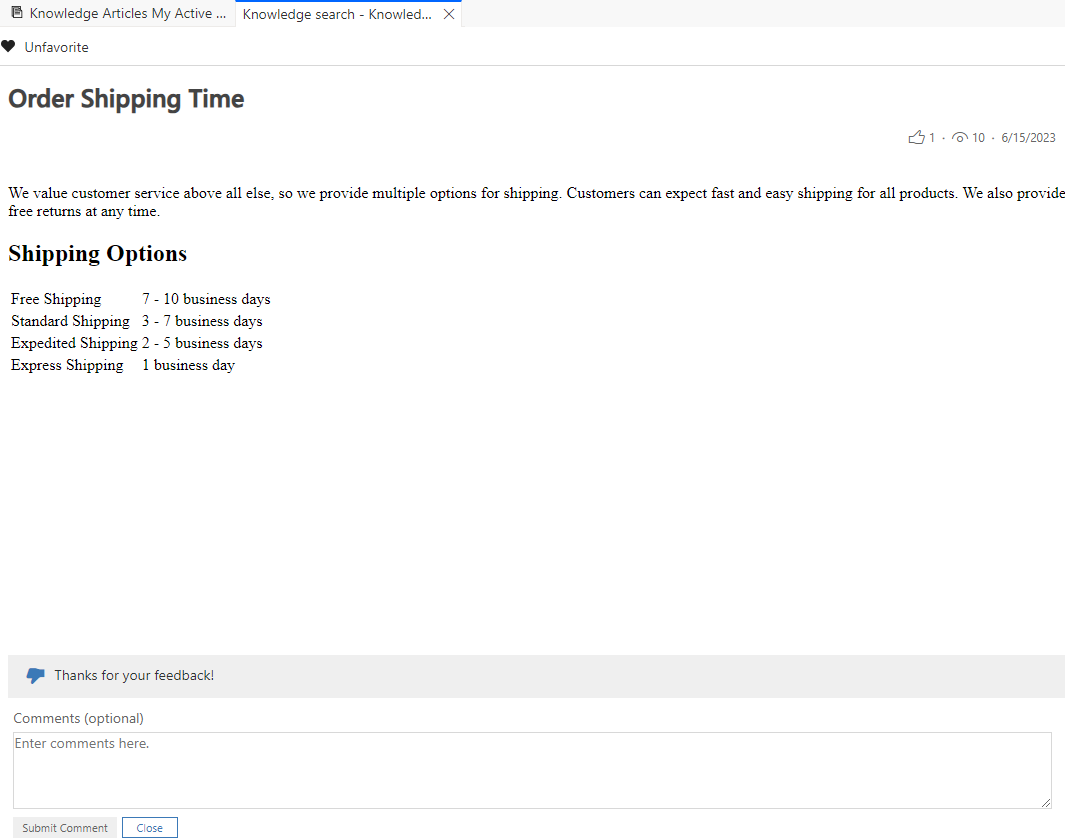 Knowledge Articles My Active ...
Knowledge search - Knowled...
Unfavorite
Order Shipping Time
1 · 10 · 6/15/2023
We value customer service above all else, so we provide multiple options for shipping. Customers can expect fast and easy shipping for all products. We also provide
free returns at any time.
Shipping Options
Free Shipping 7 - 10 business days
Standard Shipping 3 - 7 business days
Expedited Shipping 2 - 5 business days
Express Shipping 1 business day
Thanks for your feedback!
Comments (optional)
Enter comments here.
Submit Comment Close